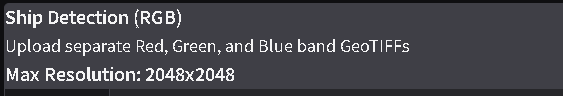 Ship Detection (RGB)
Upload separate Red, Green, and Blue band GeoTIFFs
Max Resolution: 2048x2048